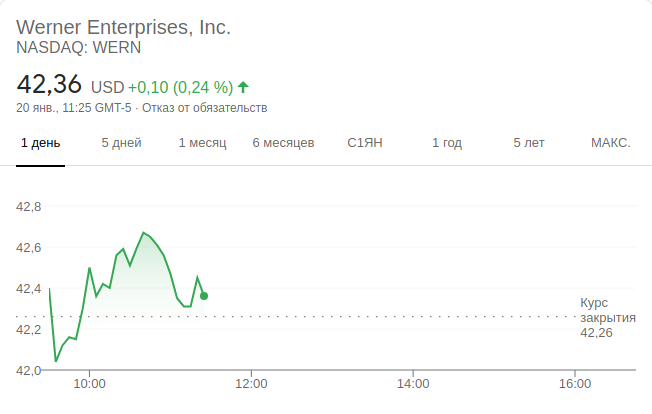 Werner Enterprises, Inc.
NASDAQ: WERN
42,36 USD +0,10 (0,24 %)
20 янв., 11:25 GMT-5 · Отказ от обязательств
1 день 5 дней 1 месяц 6 месяцев С1ЯН 1 год 5 лет МАКС.
42,8
42,6
42,4
Курс
закрытия
42,26
42,2
42,0
10:00 12:00 14:00 16:00